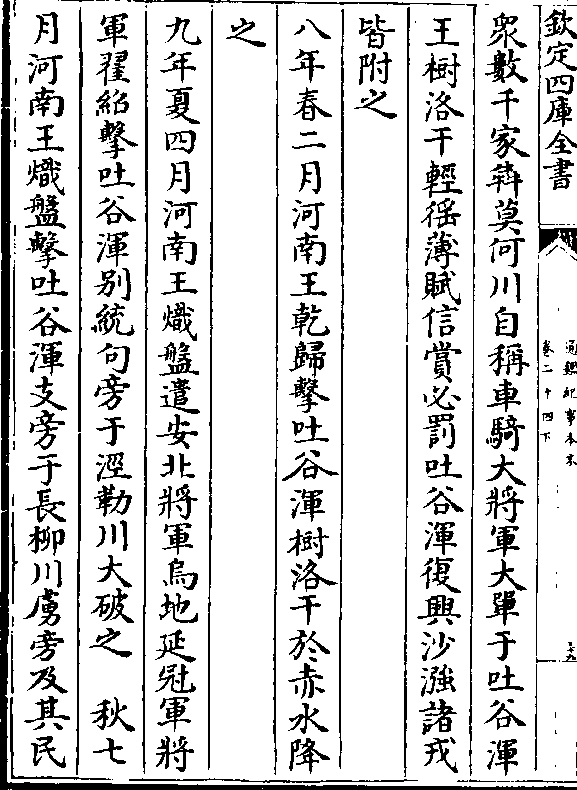 欽定四庫全書
通鑑紀事本末
卷二十四下
衆數千家犇莫何川自稱車騎大將軍大單于吐谷渾
王樹洛干輕徭薄賦信賞必罰吐谷渾復興沙漒諸戎
皆附之
八年春二月河南王乾歸擊吐谷渾樹洛干於赤水降
之
九年夏四月河南王熾盤遣安北將軍烏地延冠軍將
軍翟紹擊吐谷渾别統句旁于涇勒川大破之　秋七
月河南王熾盤擊吐谷渾支旁于長柳川虜旁及其民